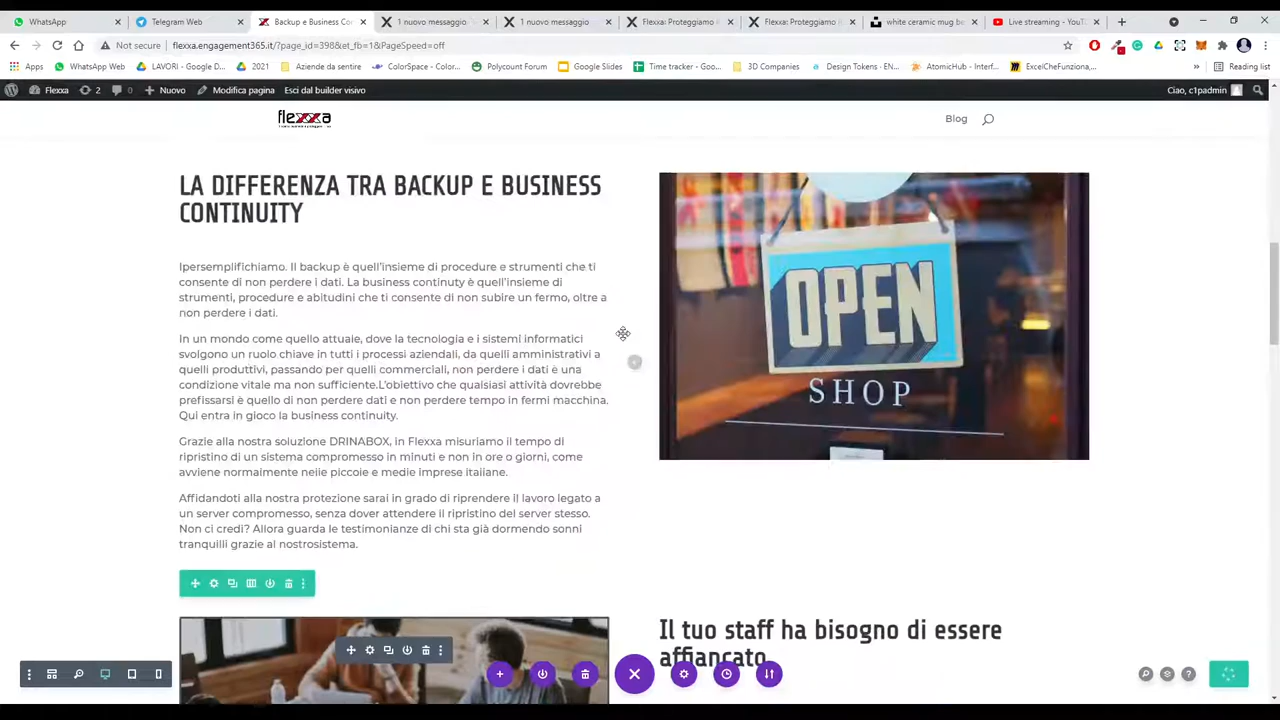 WhatsApp
Telegram Web
Backup e Business Cor
1 nuovo messaggio
1 nuovo messaggio
Flexxa: Proteggiamo i
Flexxa: Proteggiamo i
white ceramic mug be
Live streaming - YouT
Not secure
flexxa.engagement365.it/?page_id=398&et_fb=1&PageSpeed=off
Apps
WhatsApp Web
LAVORI - Google D...
2021
Aziende da sentire
ColorSpace - Color...
Polycount Forum
Google Slides
Time tracker - Goo...
3D Companies
Design Tokens - EN...
AtomicHub - Interf...
ExcelCheFunziona,...
Reading list
Flexxa
2
0
Nuovo
Modifica pagina
Esci dal builder visivo
Ciao, c1padmin
flexxa
Blog
LA DIFFERENZA TRA BACKUP E BUSINESS
CONTINUITY
Ipersemplifichiamo. Il backup è quell'insieme di procedure e strumenti che ti
consente di non perdere i dati. La business continuty è quell'insieme di
strumenti, procedure e abitudini che ti consente di non subire un fermo, oltre a
non perdere i dati.
In un mondo come quello attuale, dove la tecnologia e i sistemi informatici
svolgono un ruolo chiave in tutti i processi aziendali, da quelli amministrativi a
quelli produttivi, passando per quelli commerciali, non perdere i dati è una
condizione vitale ma non sufficiente.L'obiettivo che qualsiasi attività dovrebbe
prefissarsi è quello di non perdere dati e non perdere tempo in fermi macchina.
Qui entra in gioco la business continuity.
Grazie alla nostra soluzione DRINABOX, in Flexxa misuriamo il tempo di
ripristino di un sistema compromesso in minuti e non in ore o giorni, come
avviene normalmente nelle piccole e medie imprese italiane.
Affidandoti alla nostra protezione sarai in grado di riprendere il lavoro legato a
un server compromesso, senza dover attendere il ripristino del server stesso.
Non ci credi? Allora guarda le testimonianze di chi sta già dormendo sonni
tranquilli grazie al nostrosistema.
OPEN
SHOP
Il tuo staff ha bisogno di essere
affiancato